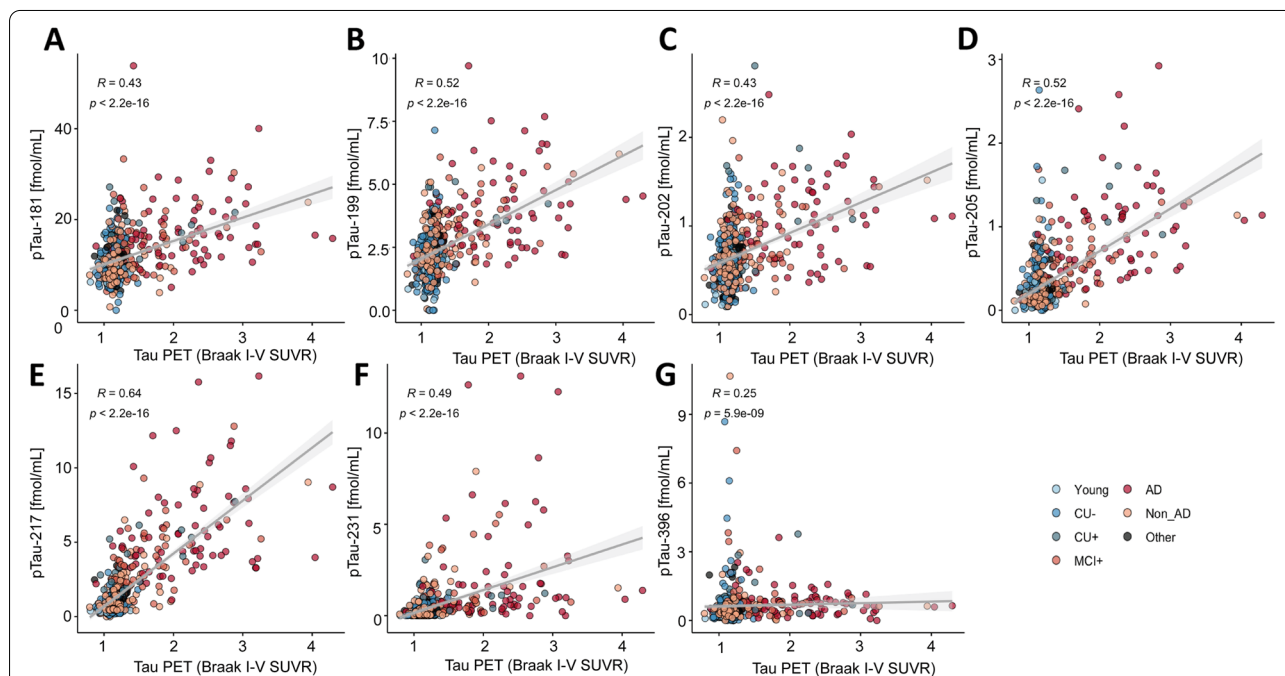 A
R = 0.43
p < 2.2e-16
pTau-181 [fmol/mL]
40
20
0
0
1
2
3
4
Tau PET (Braak I-V SUVR)
B
R = 0.52
p < 2.2e-16
pTau-199 [fmol/mL]
10
7.5
5.0
2.5
0.0
1
2
3
4
Tau PET (Braak I-V SUVR)
C
R = 0.43
p < 2.2e-16
pTau-202 [fmol/mL]
2
1
0
1
2
3
4
Tau PET (Braak I-V SUVR)
D
R = 0.52
p < 2.2e-16
pTau-205 [fmol/mL]
3
2
1
0
1
2
3
4
Tau PET (Braak I-V SUVR)
E
R = 0.64
p < 2.2e-16
pTau-217 [fmol/mL]
15
10
5
0
1
2
3
4
Tau PET (Braak I-V SUVR)
F
R = 0.49
p < 2.2e-16
pTau-231 [fmol/mL]
10
5
0
1
2
3
4
Tau PET (Braak I-V SUVR)
G
R = 0.25
p = 5.9e-09
pTau-396 [fmol/mL]
9
6
3
0
1
2
3
4
Tau PET (Braak I-V SUVR)
Young
CU-
CU+
MCI+
AD
Non_AD
Other